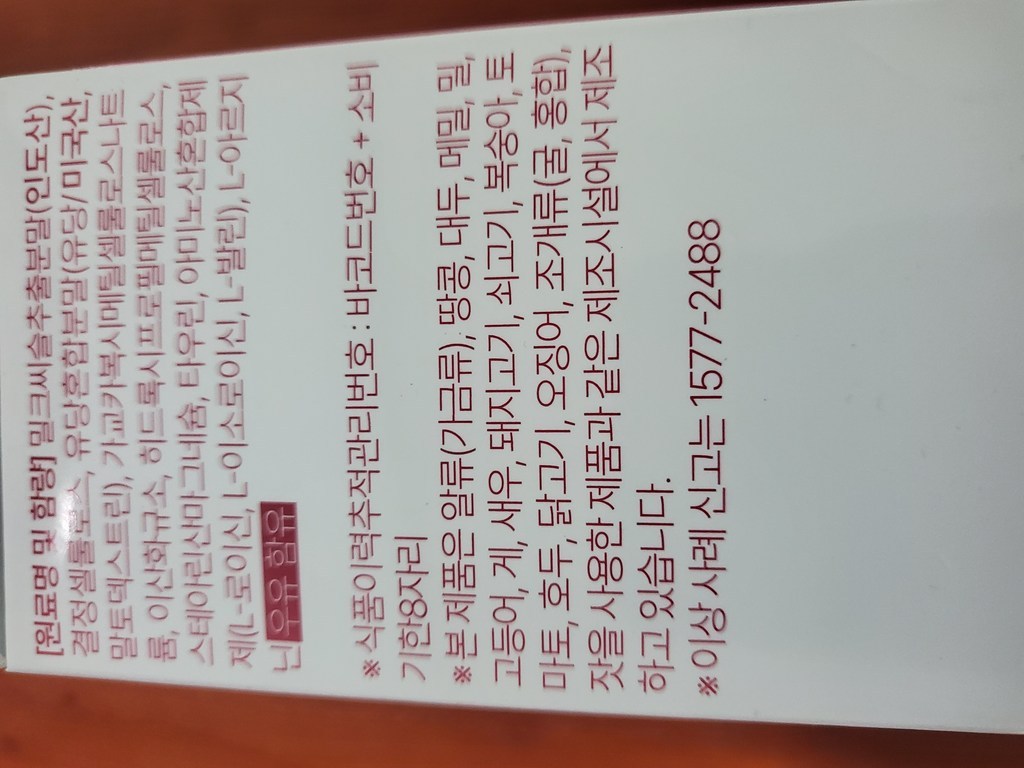 [원료명 및 함량] 밀크씨슬추출분말(인도산),
결정셀룰로스, 유당혼합분말(유당/미국산,
말토덱스트린), 가교카복시메틸셀룰로스나트
륨, 이산화규소, 히드록시프로필메틸셀룰로스,
스테아린산마그네슘, 타우린, 아미노산혼합제
제(L-로이신, L-이소로이신, L-발린), L-아르지
닌 우유 함유
※ 식품이력추적관리번호 : 바코드번호 + 소비
기한8자리
※ 본 제품은 알류(가금류), 땅콩, 대두, 메밀, 밀,
고등어, 게, 새우, 돼지고기, 쇠고기, 복숭아, 토
마토, 호두, 닭고기, 오징어, 조개류(굴, 홍합),
잣을 사용한 제품과 같은 제조시설에서 제조
하고 있습니다.
※ 이상 사례 신고는 1577-2488